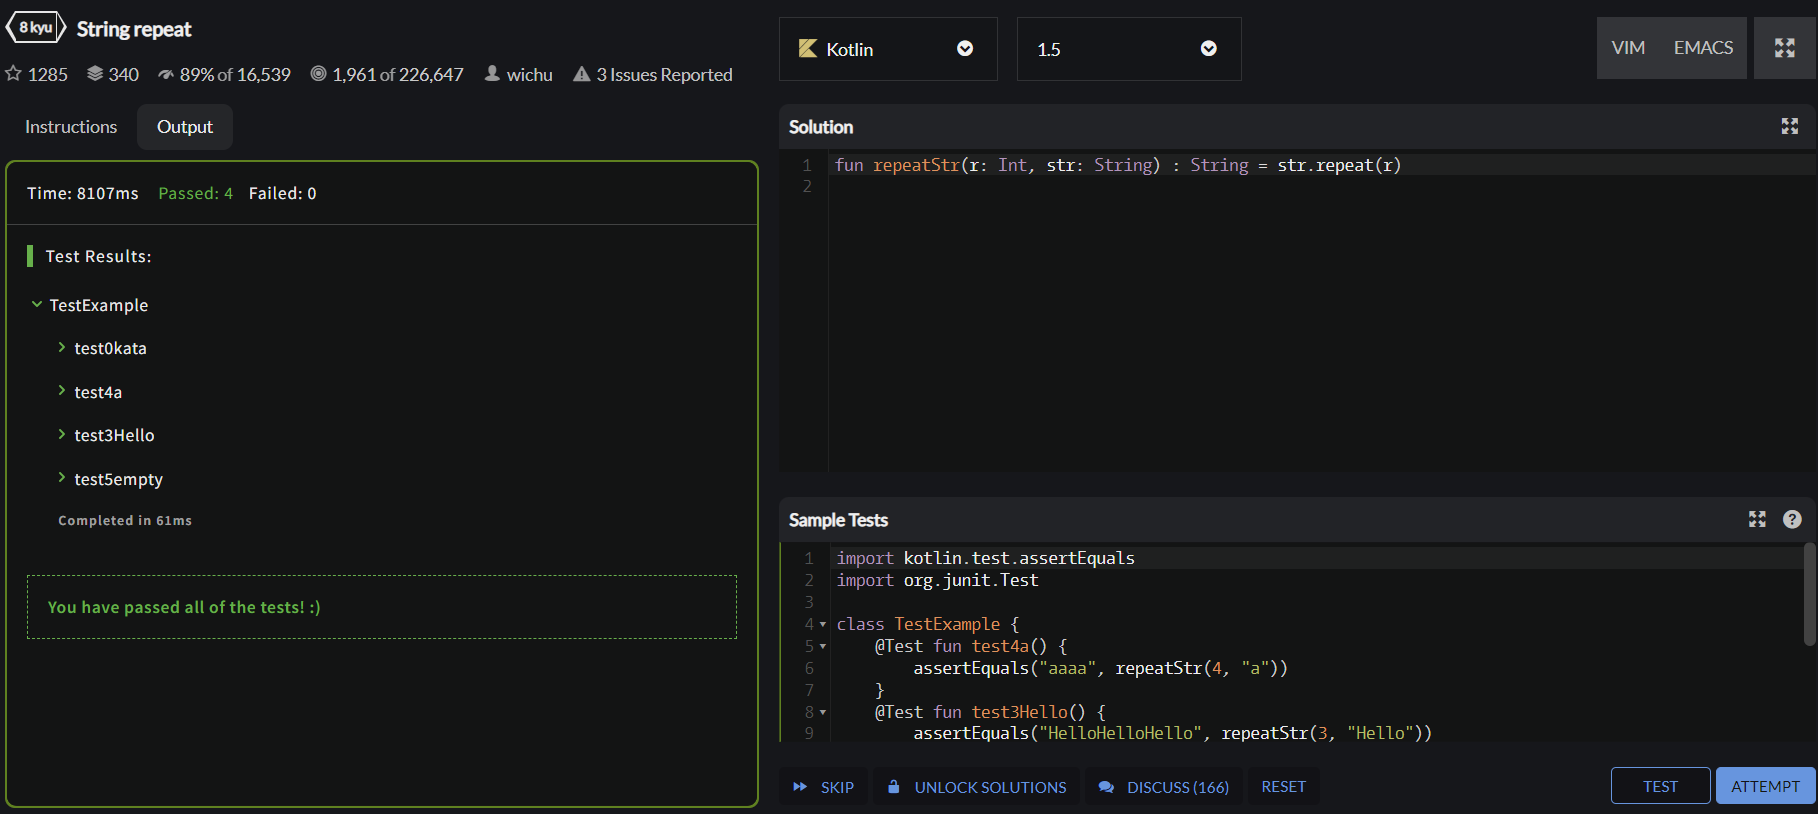 8 kyu String repeat
1285 340 89% of 16,539 1,961 of 226,647 wichu 3 Issues Reported
Instructions Output
Time: 8107ms Passed: 4 Failed: 0
Test Results:
TestExample
test0kata
test4a
test3Hello
test5empty
Completed in 61ms
You have passed all of the tests! :)
Kotlin 1.5 VIM EMACS
Solution
1 fun repeatStr(r: Int, str: String) : String = str.repeat(r)
2
Sample Tests ?
1 import kotlin.test.assertEquals
2 import org.junit.Test
3
4 class TestExample {
5     @Test fun test4a() {
6         assertEquals("aaaa", repeatStr(4, "a"))
7     }
8     @Test fun test3Hello() {
9         assertEquals("HelloHelloHello", repeatStr(3, "Hello"))
SKIP UNLOCK SOLUTIONS DISCUSS (166) RESET TEST ATTEMPT